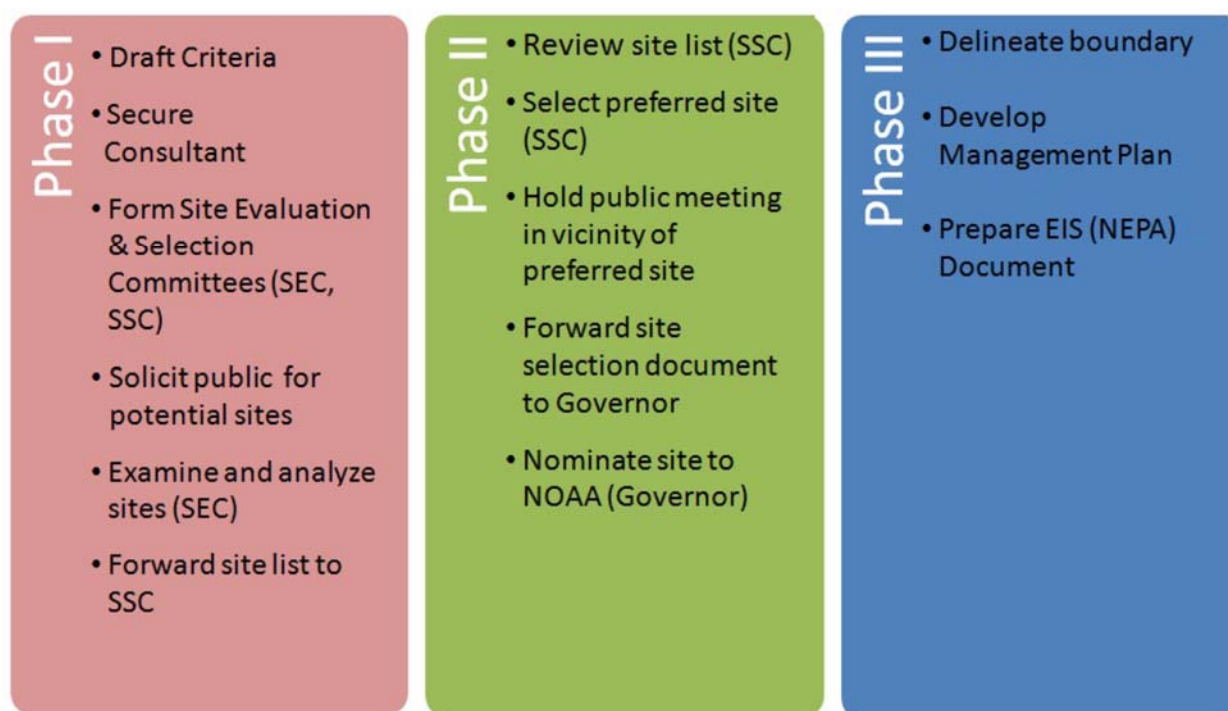 Phase I
• Draft Criteria
• Secure
Consultant
• Form Site Evaluation
& Selection
Committees (SEC,
SSC)
• Solicit public for
potential sites
• Examine and analyze
sites (SEC)
• Forward site list to
SSC
Phase II
• Review site list (SSC)
• Select preferred site
(SSC)
• Hold public meeting
in vicinity of
preferred site
• Forward site
selection document
to Governor
• Nominate site to
NOAA (Governor)
Phase III
• Delineate boundary
• Develop
Management Plan
• Prepare EIS (NEPA)
Document